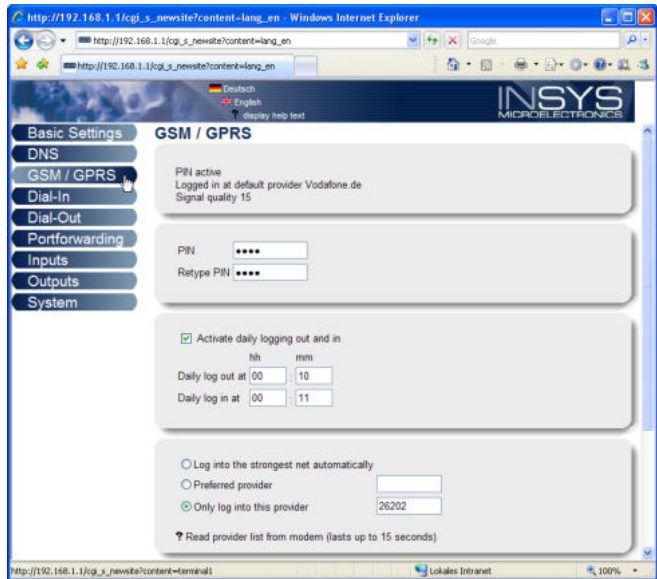 http://192.168.1.1/cgi_s_newsite?content=lang_en - Windows Internet Explorer
http://192.168.1.1/cgi_s_newsite?content=lang_en
Google
http://192.168.1.1/cgi_s_newsite?content=lang_en
Deutsch
English
? display help text
INSYS
MICROELECTRONICS
Basic Settings
DNS
GSM / GPRS
Dial-In
Dial-Out
Portforwarding
Inputs
Outputs
System
GSM / GPRS
PIN active
Logged in at default provider Vodafone.de
Signal quality 15
PIN ••••
Retype PIN ••••
Activate daily logging out and in
hh mm
Daily log out at 00 : 10
Daily log in at 00 : 11
Log into the strongest net automatically
Preferred provider
Only log into this provider 26202
? Read provider list from modem (lasts up to 15 seconds)
http://192.168.1.1/cgi_s_newsite?content=terminal1
Lokales Intranet
100%